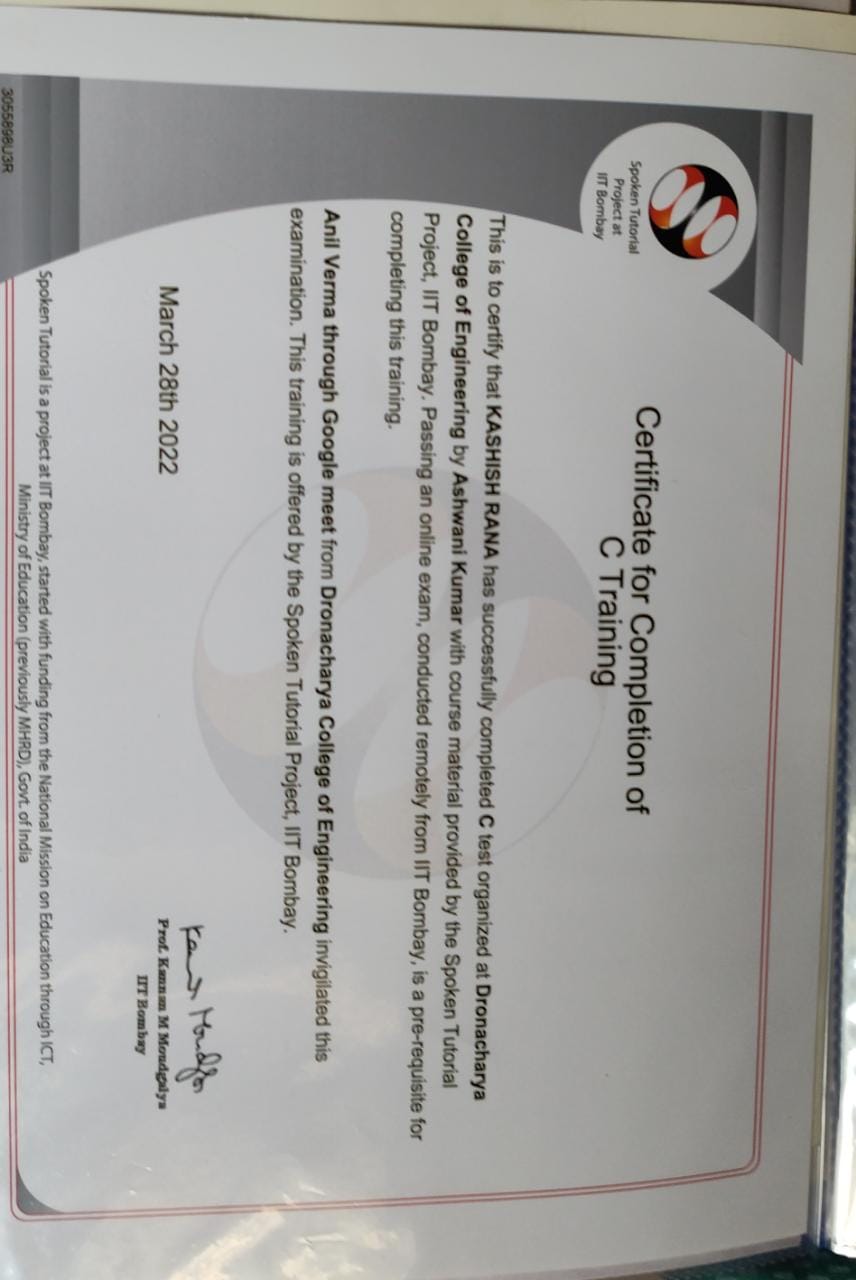 Spoken Tutorial
Project at
IIT Bombay
Certificate for Completion of
C Training
This is to certify that KASHISH RANA has successfully completed C test organized at Dronacharya
College of Engineering by Ashwani Kumar with course material provided by the Spoken Tutorial
Project, IIT Bombay. Passing an online exam, conducted remotely from IIT Bombay, is a pre-requisite for
completing this training.
Anil Verma through Google meet from Dronacharya College of Engineering invigilated this
examination. This training is offered by the Spoken Tutorial Project, IIT Bombay.
March 28th 2022
Prof. Kannan M Moudgalya
IIT Bombay
Spoken Tutorial is a project at IIT Bombay, started with funding from the National Mission on Education through ICT,
Ministry of Education (previously MHRD), Govt. of India
3055898U3R